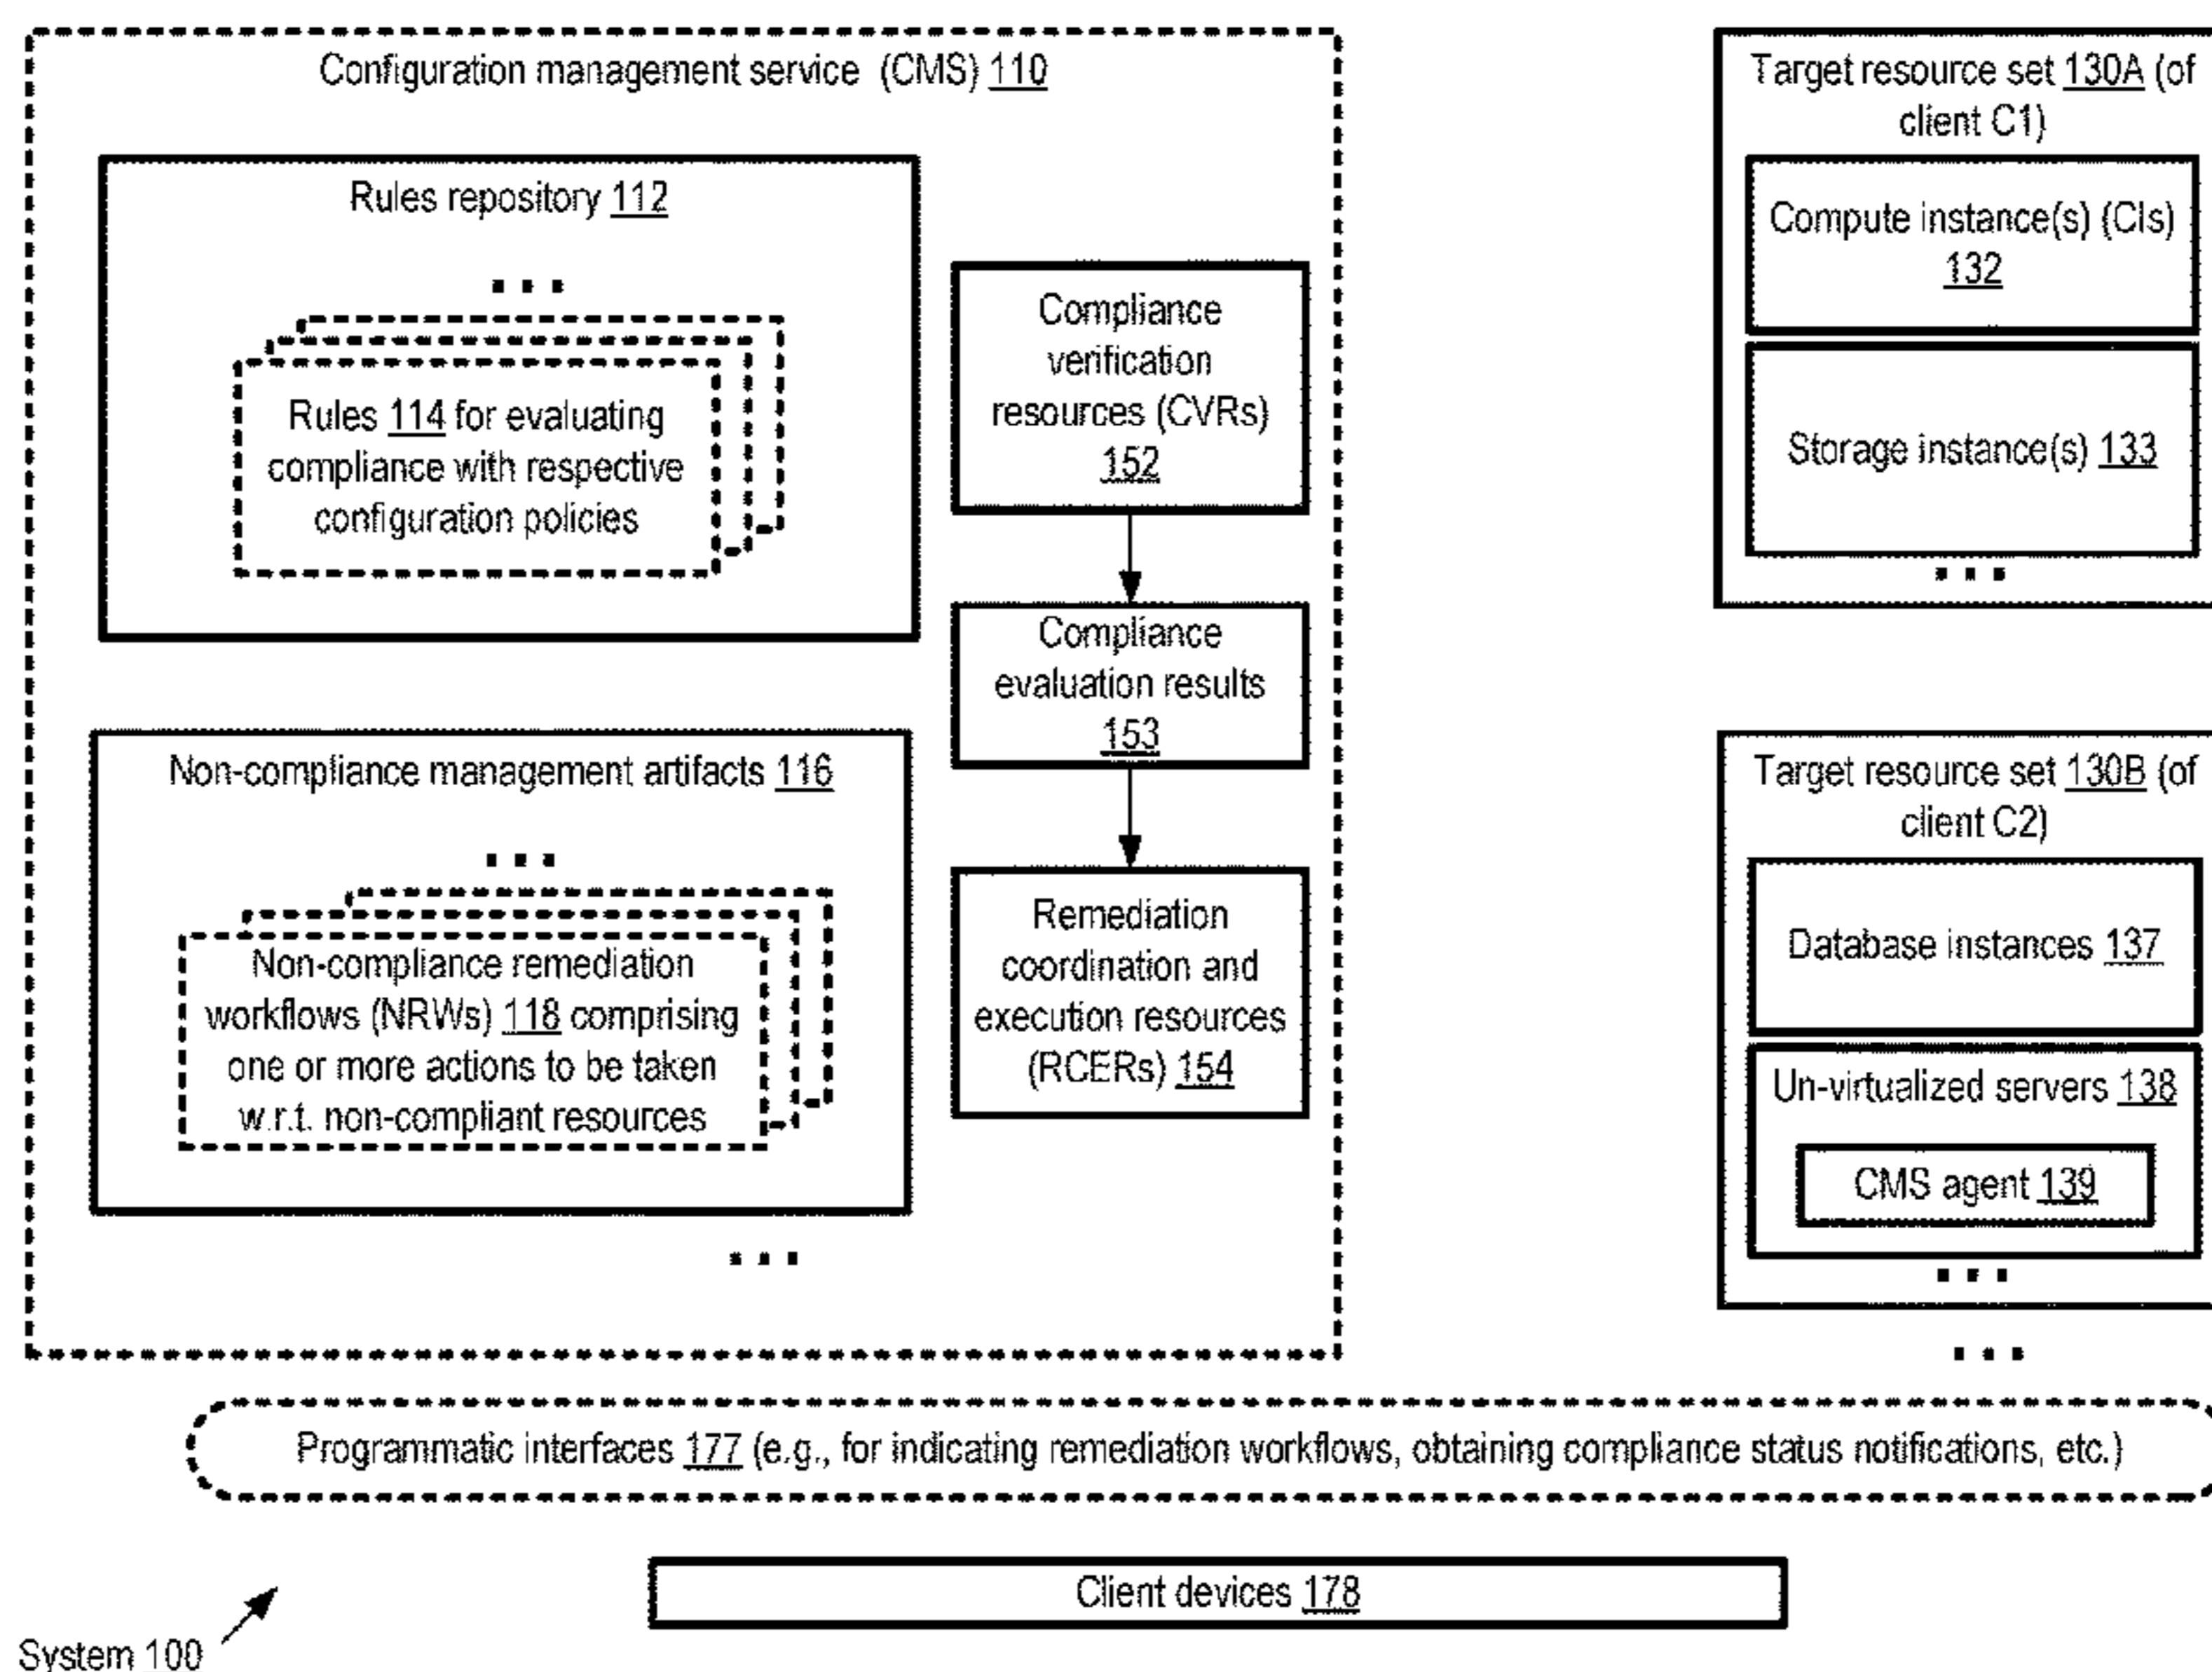 Configuration management service (CMS) 110
Rules repository 112
...
Rules 114 for evaluating
compliance with respective
configuration policies
Compliance
verification
resources (CVRs)
152
Compliance
evaluation results
153
Non-compliance management artifacts 116
...
Non-compliance remediation
workflows (NRWs) 118 comprising
one or more actions to be taken
w.r.t. non-compliant resources
Remediation
coordination and
execution resources
(RCERs) 154
...
Target resource set 130A (of
client C1)
Compute instance(s) (CIs)
132
Storage instance(s) 133
...
Target resource set 130B (of
client C2)
Database instances 137
Un-virtualized servers 138
CMS agent 139
...
...
Programmatic interfaces 177 (e.g., for indicating remediation workflows, obtaining compliance status notifications, etc.)
Client devices 178
System 100